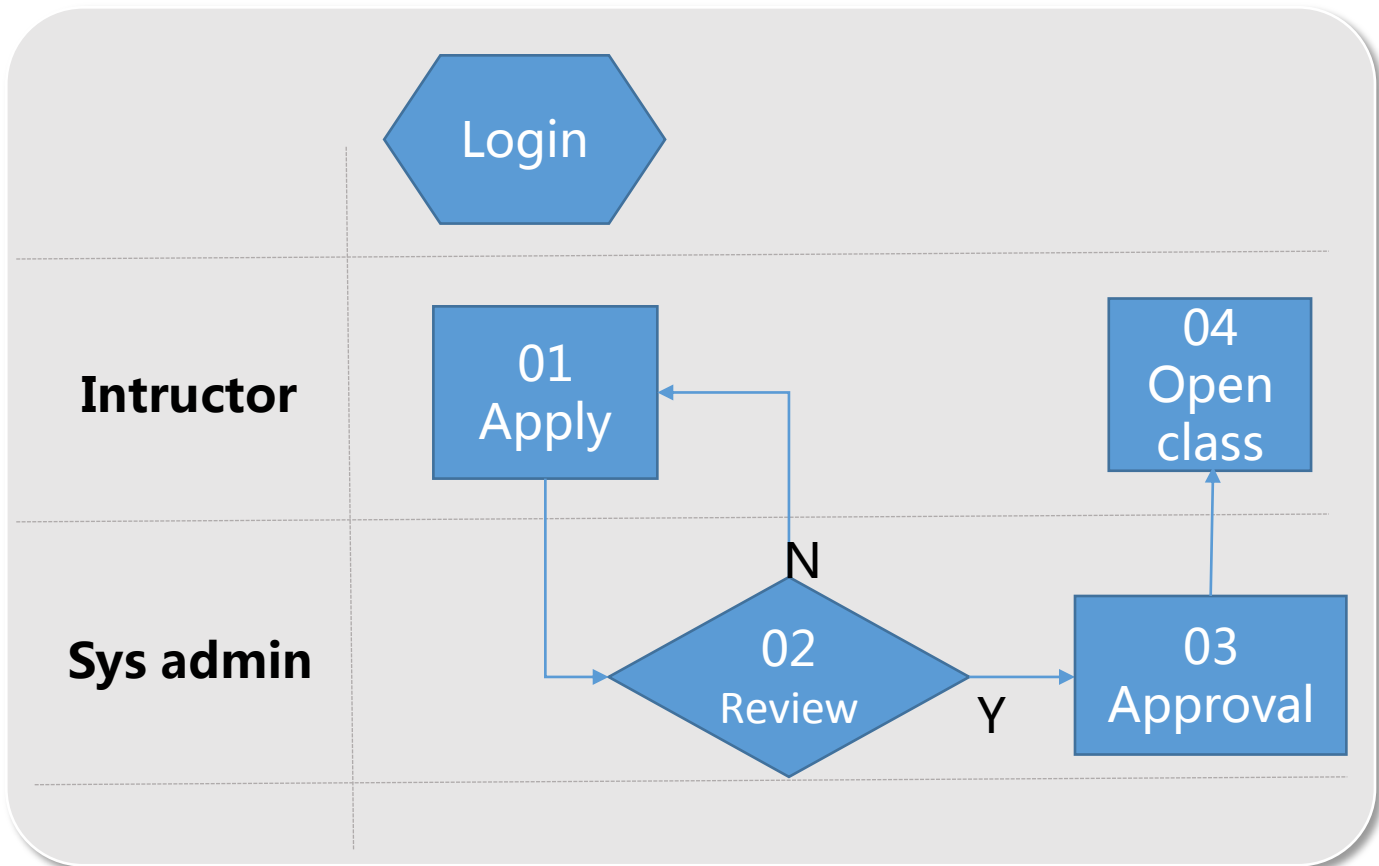 Login
Intructor
01
Apply
04
Open
class
N
Sys admin
02
Review
Y
03
Approval